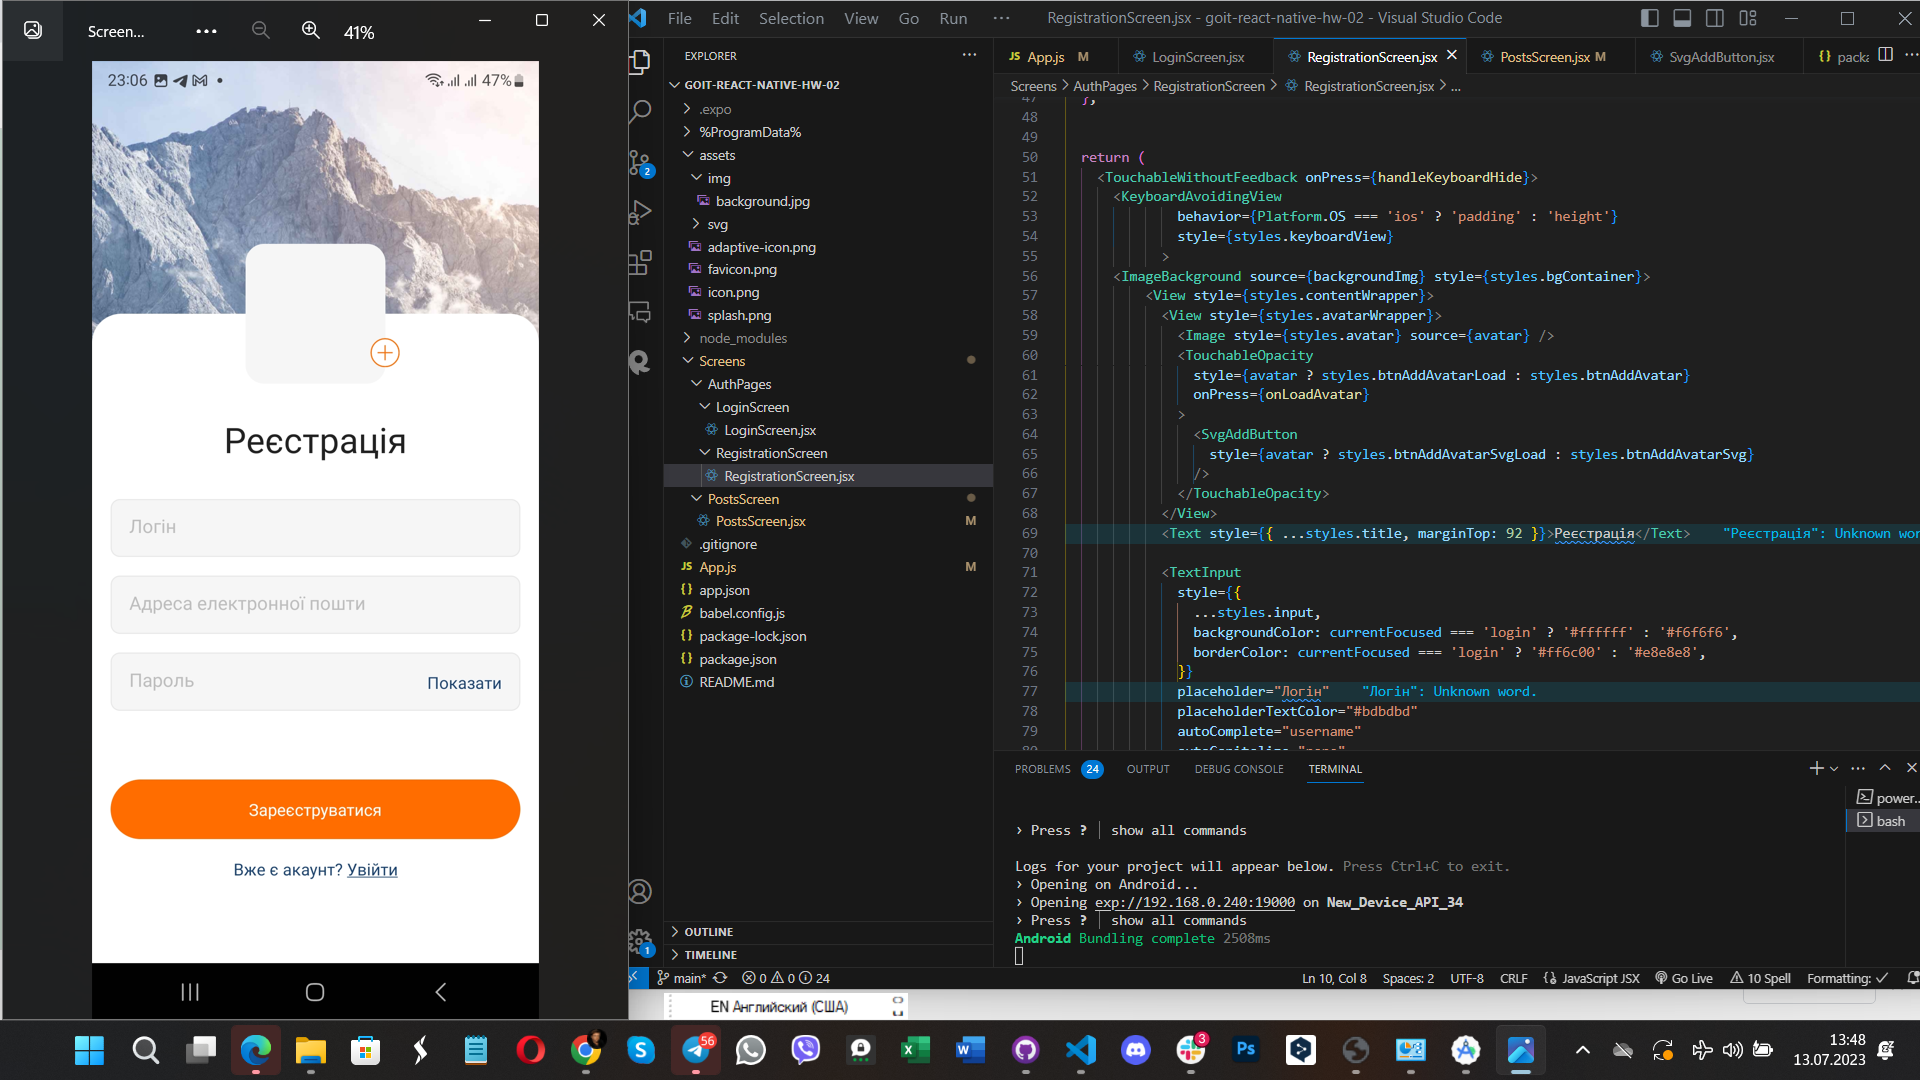 Screen...
41%
23:06
47%
Реєстрація
Логін
Адреса електронної пошти
Пароль
Показати
Зареєструватися
Вже є акаунт? Увійти
File Edit Selection View Go Run
RegistrationScreen.jsx - goit-react-native-hw-02 - Visual Studio Code
EXPLORER
GOIT-REACT-NATIVE-HW-02
.expo
%ProgramData%
assets
img
background.jpg
svg
adaptive-icon.png
favicon.png
icon.png
splash.png
node_modules
Screens
AuthPages
LoginScreen
LoginScreen.jsx
RegistrationScreen
RegistrationScreen.jsx
PostsScreen
PostsScreen.jsx M
.gitignore
JS App.js M
{} app.json
babel.config.js
{} package-lock.json
{} package.json
README.md
OUTLINE
TIMELINE
JS App.js M LoginScreen.jsx RegistrationScreen.jsx PostsScreen.jsx M SvgAddButton.jsx {} packa
Screens > AuthPages > RegistrationScreen > RegistrationScreen.jsx > ...
47 };
48
49
50 return (
51 <TouchableWithoutFeedback onPress={handleKeyboardHide}>
52 <KeyboardAvoidingView
53 behavior={Platform.OS === 'ios' ? 'padding' : 'height'}
54 style={styles.keyboardView}
55 >
56 <ImageBackground source={backgroundImg} style={styles.bgContainer}>
57 <View style={styles.contentWrapper}>
58 <View style={styles.avatarWrapper}>
59 <Image style={styles.avatar} source={avatar} />
60 <TouchableOpacity
61 style={avatar ? styles.btnAddAvatarLoad : styles.btnAddAvatar}
62 onPress={onLoadAvatar}
63 >
64 <SvgAddButton
65 style={avatar ? styles.btnAddAvatarSvgLoad : styles.btnAddAvatarSvg}
66 />
67 </TouchableOpacity>
68 </View>
69 <Text style={{ ...styles.title, marginTop: 92 }}>Реєстрація</Text> "Реєстрація": Unknown wor
70
71 <TextInput
72 style={{
73 ...styles.input,
74 backgroundColor: currentFocused === 'login' ? '#ffffff' : '#f6f6f6',
75 borderColor: currentFocused === 'login' ? '#ff6c00' : '#e8e8e8',
76 }}
77 placeholder="Логін" "Логін": Unknown word.
78 placeholderTextColor="#bdbdbd"
79 autoComplete="username"
PROBLEMS 24 OUTPUT DEBUG CONSOLE TERMINAL
power...
bash
› Press ? │ show all commands
Logs for your project will appear below. Press Ctrl+C to exit.
› Opening on Android...
› Opening exp://192.168.0.240:19000 on New_Device_API_34
› Press ? │ show all commands
Android Bundling complete 2508ms
main* 0 0 24
Ln 10, Col 8 Spaces: 2 UTF-8 CRLF {} JavaScript JSX Go Live 10 Spell Formatting: ✓
EN Английский (США)
56
3
13:48
13.07.2023